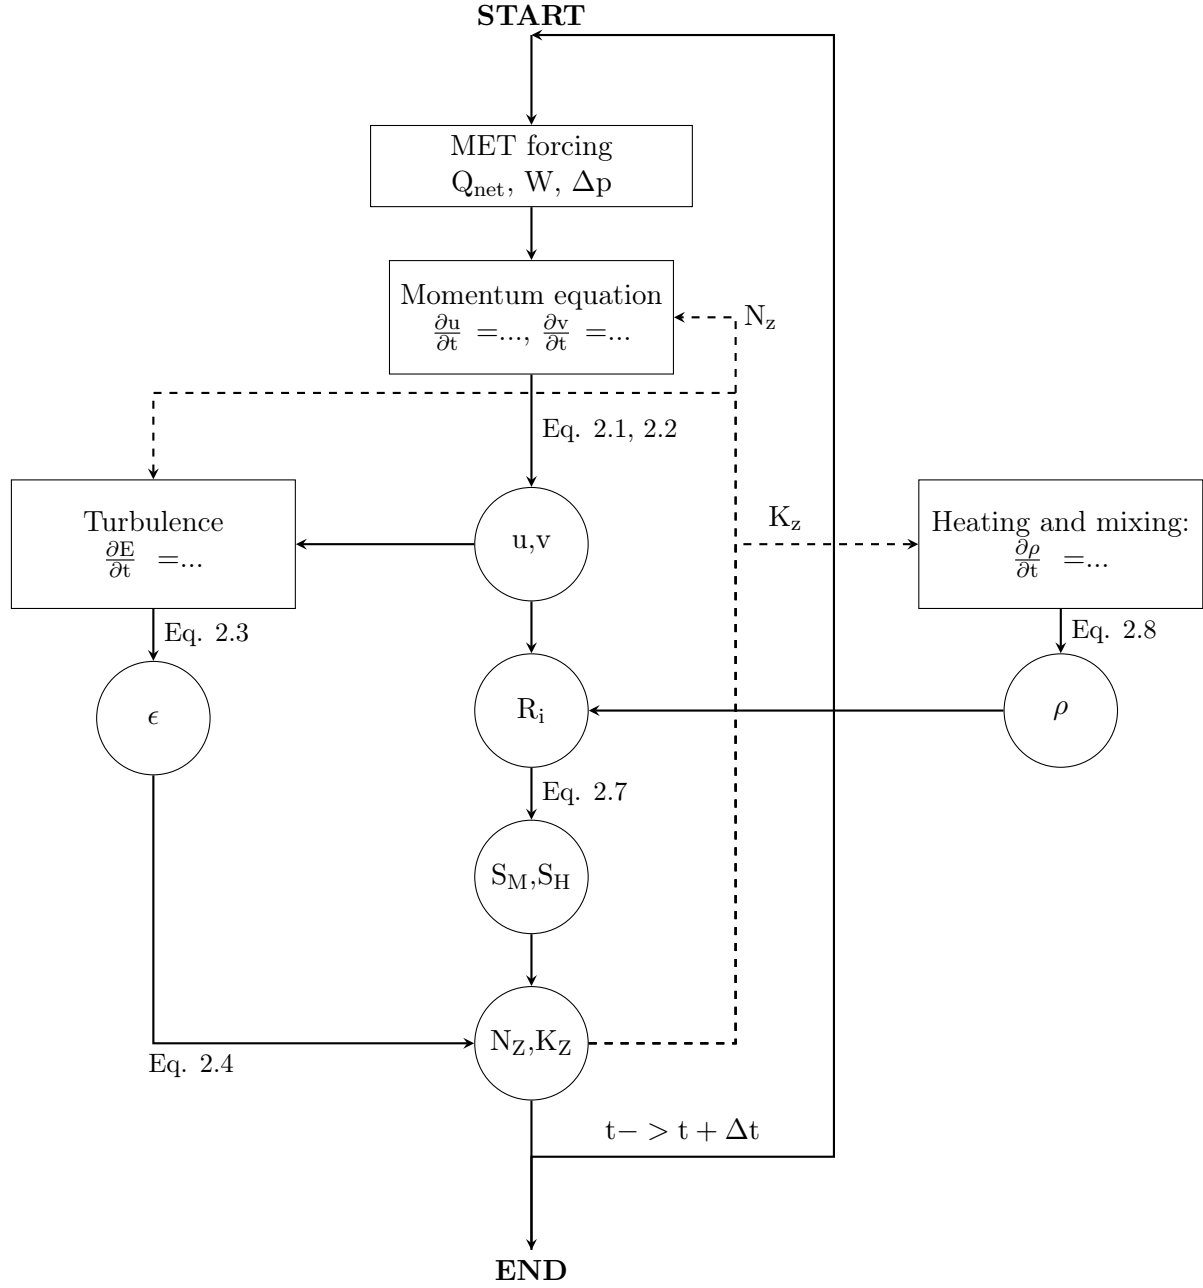 START
MET forcing
Q_net, W, Δp
Momentum equation
∂u/∂t =..., ∂v/∂t =...
N_z
Eq. 2.1, 2.2
Turbulence
∂E/∂t =...
u,v
K_z
Heating and mixing:
∂ρ/∂t =...
Eq. 2.3
Eq. 2.8
ϵ
R_i
ρ
Eq. 2.7
S_M,S_H
N_Z,K_Z
Eq. 2.4
t− > t + Δt
END